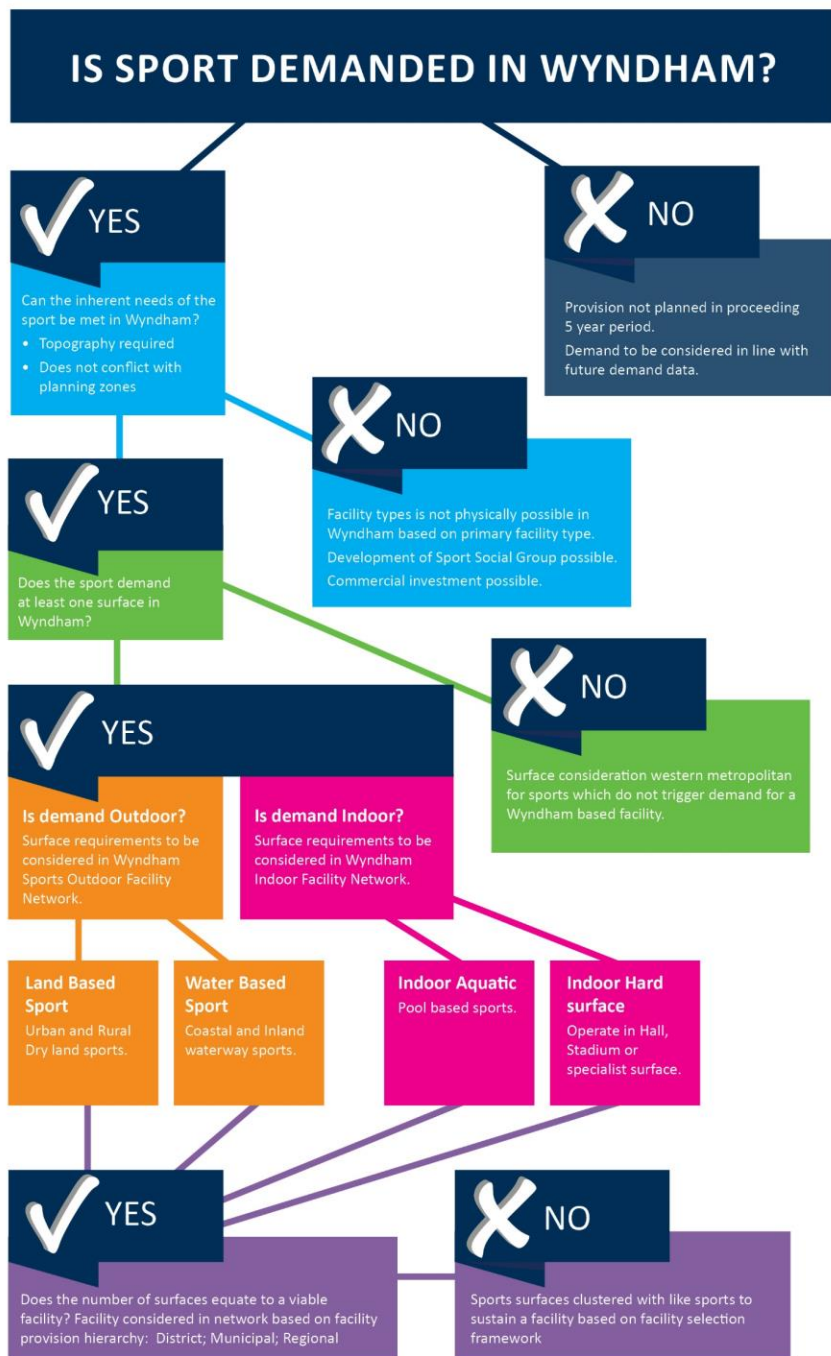 IS SPORT DEMANDED IN WYNDHAM?
YES
NO
Can the inherent needs of the
sport be met in Wyndham?
• Topography required
• Does not conflict with
planning zones
Provision not planned in proceeding
5 year period.
Demand to be considered in line with
future demand data.
NO
Facility types is not physically possible in
Wyndham based on primary facility type.
Development of Sport Social Group possible.
Commercial investment possible.
YES
Does the sport demand
at least one surface in
Wyndham?
NO
Surface consideration western metropolitan
for sports which do not trigger demand for a
Wyndham based facility.
YES
Is demand Outdoor?
Surface requirements to be
considered in Wyndham
Sports Outdoor Facility
Network.
Is demand Indoor?
Surface requirements to be
considered in Wyndham
Indoor Facility Network.
Land Based
Sport
Urban and Rural
Dry land sports.
Water Based
Sport
Coastal and Inland
waterway sports.
Indoor Aquatic
Pool based sports.
Indoor Hard
surface
Operate in Hall,
Stadium or
specialist surface.
YES
Does the number of surfaces equate to a viable
facility? Facility considered in network based on facility
provision hierarchy: District; Municipal; Regional
NO
Sports surfaces clustered with like sports to
sustain a facility based on facility selection
framework